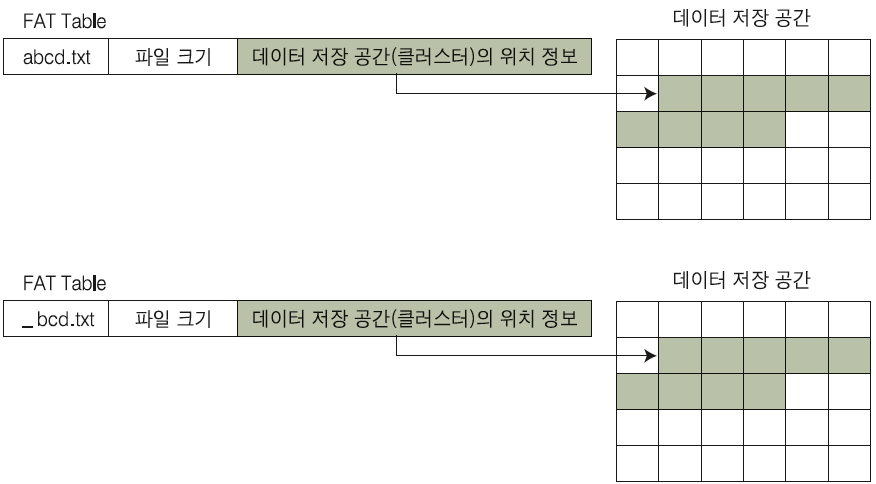 FAT Table
데이터 저장 공간
abcd.txt 파일 크기 데이터 저장 공간(클러스터)의 위치 정보
FAT Table
데이터 저장 공간
_bcd.txt 파일 크기 데이터 저장 공간(클러스터)의 위치 정보